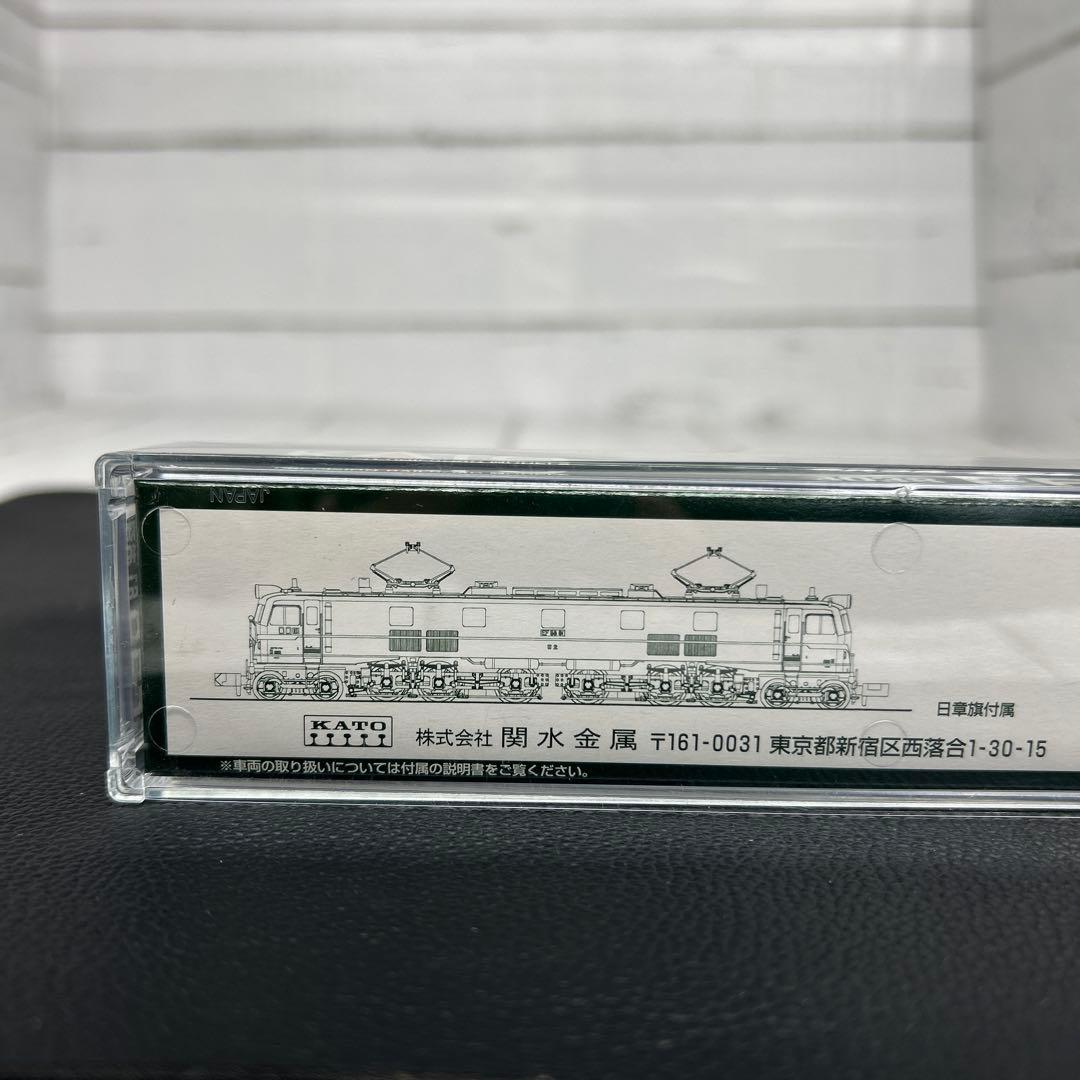 JAPAN
日章旗付属
KATO
株式会社 関水金属 〒161-0031 東京都新宿区西落合1-30-15
※車両の取り扱いについては付属の説明書をご覧ください。